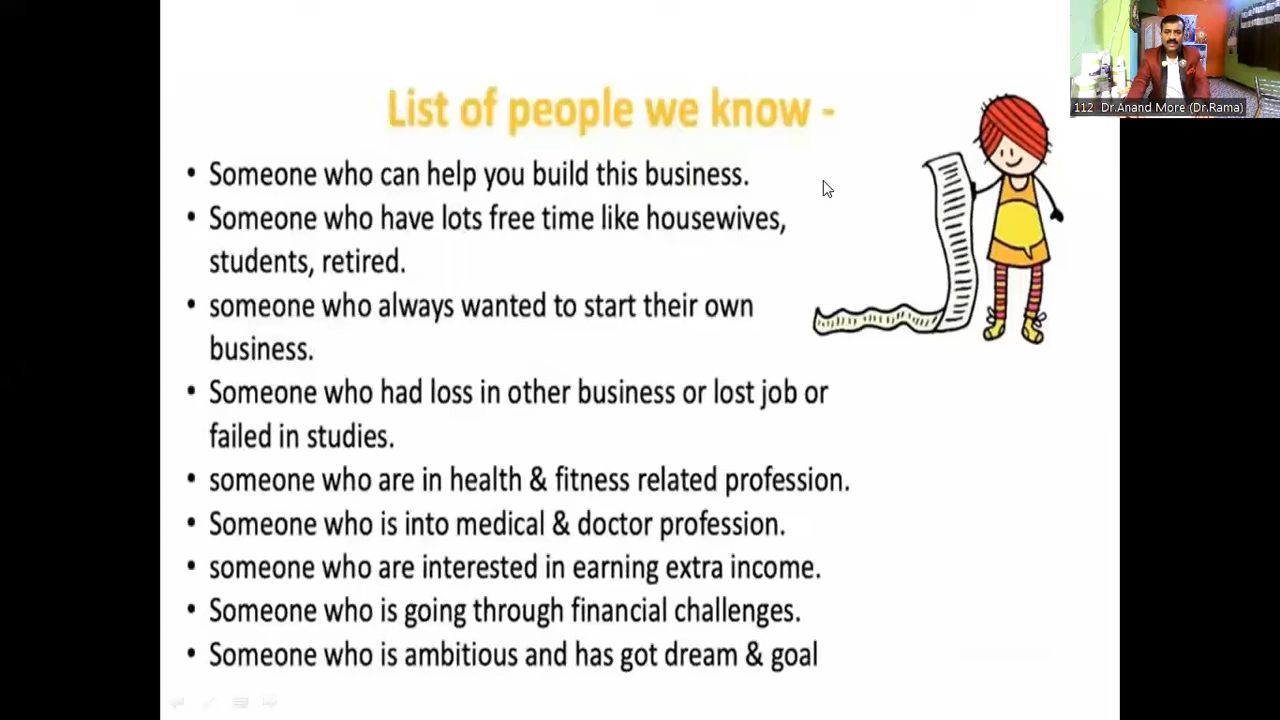 List of people we know -
• Someone who can help you build this business.
• Someone who have lots free time like housewives,
students, retired.
• someone who always wanted to start their own
business.
• Someone who had loss in other business or lost job or
failed in studies.
• someone who are in health & fitness related profession.
• Someone who is into medical & doctor profession.
• someone who are interested in earning extra income.
• Someone who is going through financial challenges.
• Someone who is ambitious and has got dream & goal
112 Dr.Anand More (Dr.Rama)